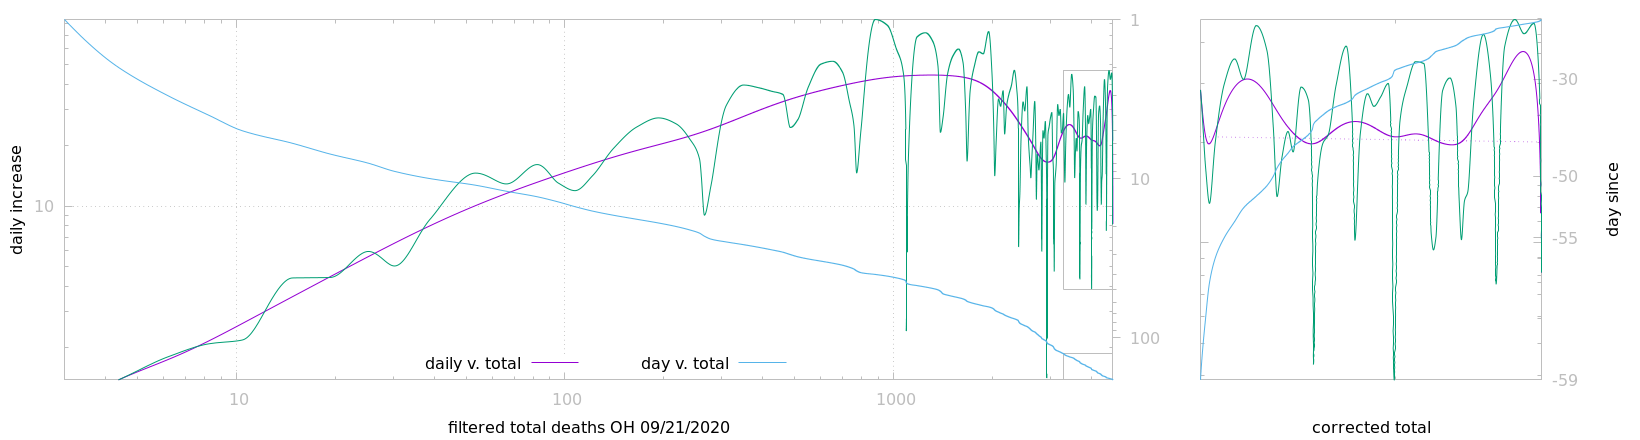 1
-30
daily increase
10
10
-50
-55
day since
100
daily v. total
day v. total
-59
10
100
1000
filtered total deaths OH 09/21/2020
corrected total